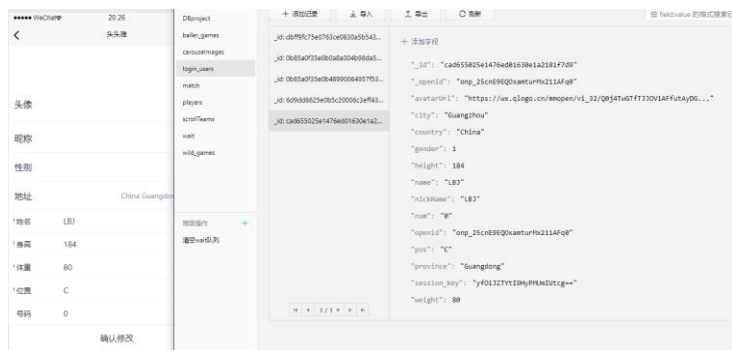 WeChat
20:26
头头雅
头像
昵称
性别
地址 China Guangdon
*姓名 LBJ
*身高 184
*体重 80
*位置 C
号码 0
确认修改
DBproject
baller_games
carouselImages
login_users
match
players
scrollTeams
wait
wild_games
高级操作 +
清空wait队列
+ 添加记录 导入 导出 刷新
按 field:value 的格式搜索记
_id: dbff9fc75e0763ce0830a5b543...
_id: 0b85a0f35e0b0a8a004b98da5...
_id: 0b85a0f35e0b48990064957f53...
_id: 6d9dd8625e0b5c20006c3eff43...
_id: cad655025e1476ed01630e1a2...
1/1
+ 添加字段
"_id": "cad655025e1476ed01630e1a2181f7d9"
"_openid": "onp_25cnE9EQOxamturMx211AFq0"
"avatarUrl": "https://wx.qlogo.cn/mmopen/vi_32/Q0j4TwGTfTJJOV1AFfutAyDG..."
"city": "Guangzhou"
"country": "China"
"gender": 1
"height": 184
"name": "LBJ"
"nickName": "LBJ"
"num": "0"
"openid": "onp_25cnE9EQOxamturMx211AFq0"
"pos": "C"
"province": "Guangdong"
"session_key": "yfO1JZTYtI9HyPMUmIUtcg=="
"weight": 80